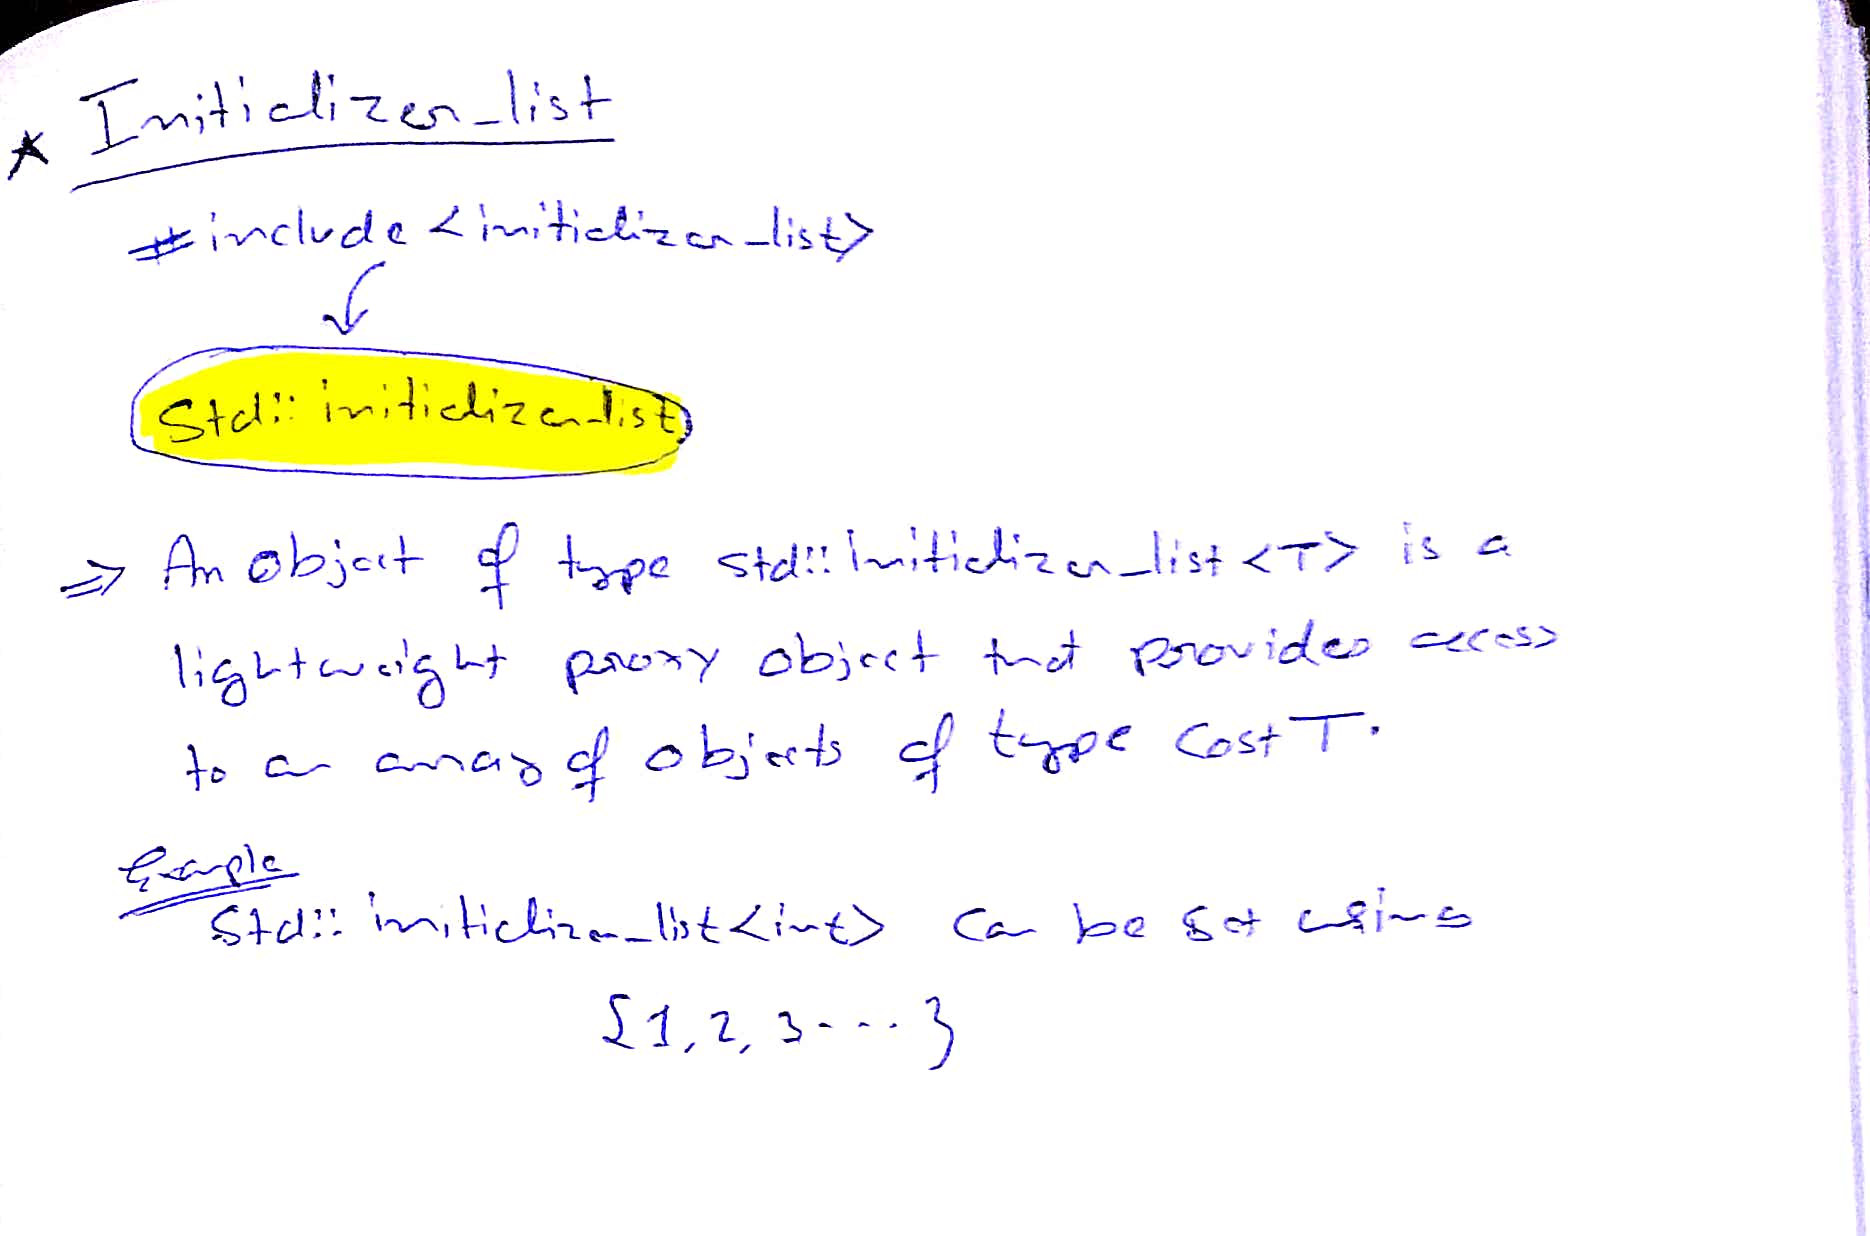 * Initializer_list
#include <initializer_list>
Std:: initializer_list
=> An object of type std:: initializer_list <T> is a
lightweight proxy object that provides access
to an array of objects of type Cost T.
Example
Std:: initializer_list <int> Can be set using
{1, 2, 3 ....}